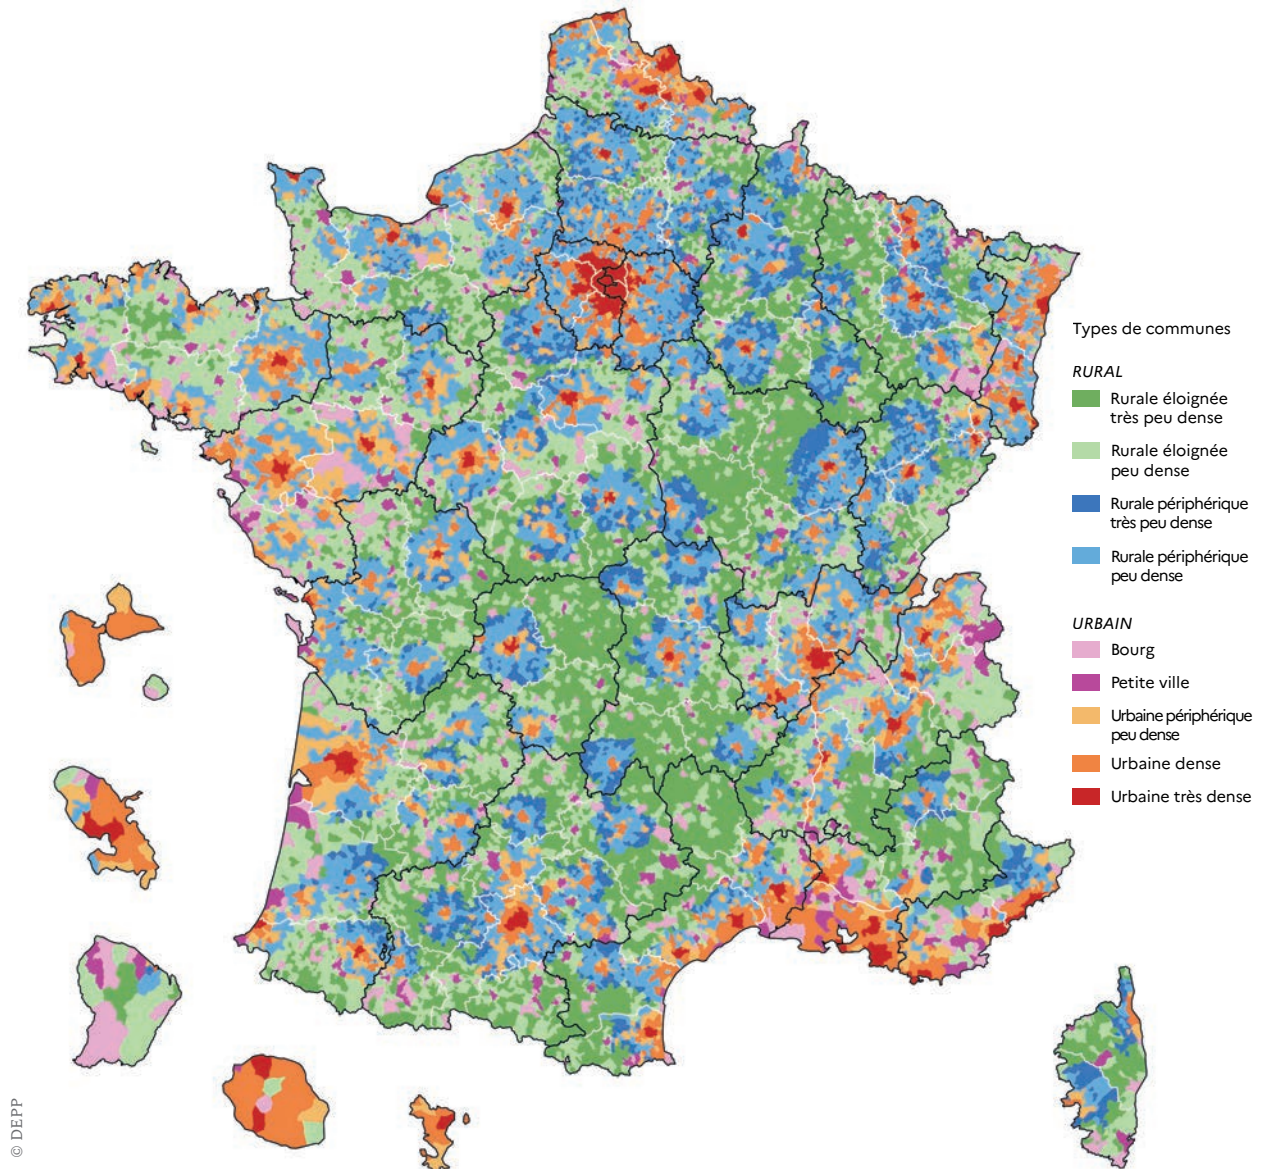 Types de communes
RURAL
Rurale éloignée
très peu dense
Rurale éloignée
peu dense
Rurale périphérique
très peu dense
Rurale périphérique
peu dense
URBAIN
Bourg
Petite ville
Urbaine périphérique
peu dense
Urbaine dense
Urbaine très dense
© DEPP